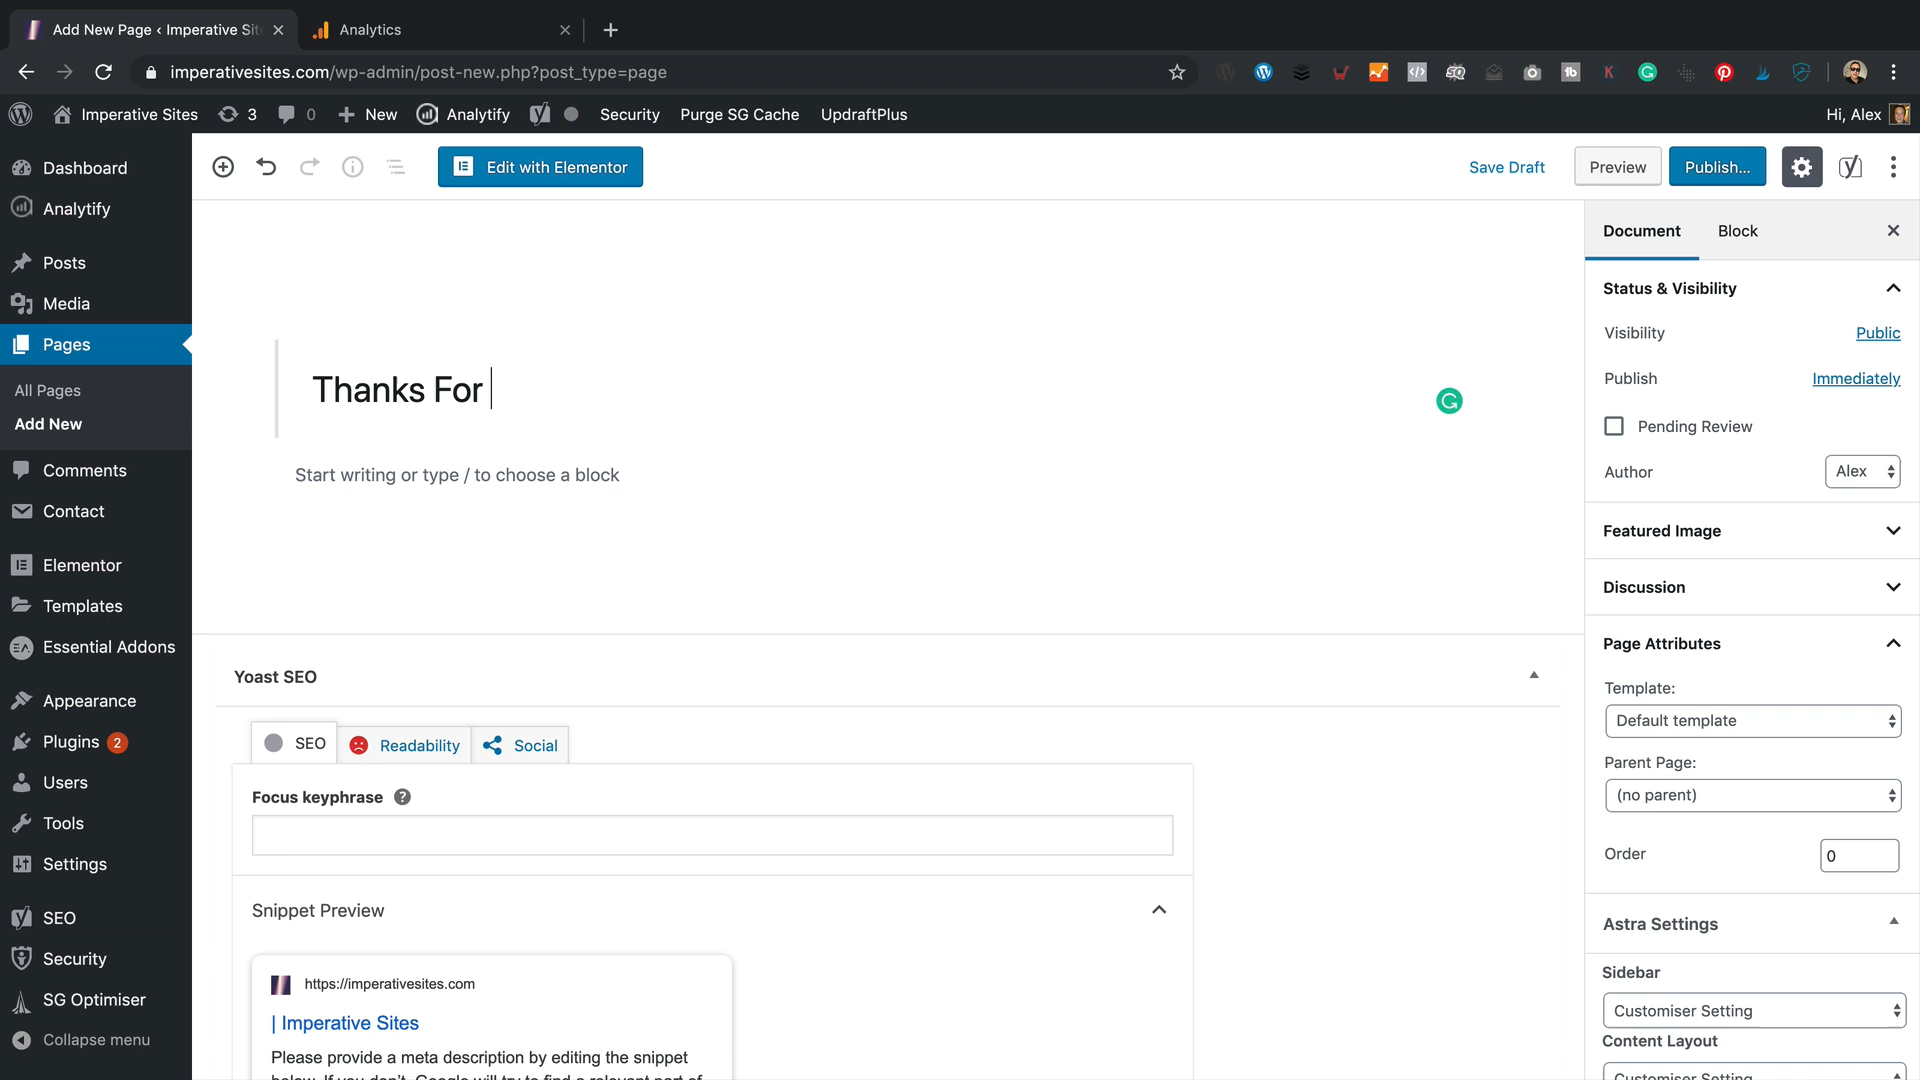 Add New Page ‹ Imperative Sit
Analytics
imperativesites.com/wp-admin/post-new.php?post_type=page
Imperative Sites
3
0
New
Analytify
Security
Purge SG Cache
UpdraftPlus
Hi, Alex
Dashboard
Analytify
Posts
Media
Pages
All Pages
Add New
Comments
Contact
Elementor
Templates
Essential Addons
Appearance
Plugins 2
Users
Tools
Settings
SEO
Security
SG Optimiser
Collapse menu
Edit with Elementor
Save Draft
Preview
Publish...
Thanks For
Start writing or type / to choose a block
Yoast SEO
SEO
Readability
Social
Focus keyphrase ?
Snippet Preview
https://imperativesites.com
| Imperative Sites
Please provide a meta description by editing the snippet
below. If you don't, Google will try to find a relevant part of
Document
Block
Status & Visibility
Visibility
Public
Publish
Immediately
Pending Review
Author
Alex
Featured Image
Discussion
Page Attributes
Template:
Default template
Parent Page:
(no parent)
Order
0
Astra Settings
Sidebar
Customiser Setting
Content Layout
Customiser Setting